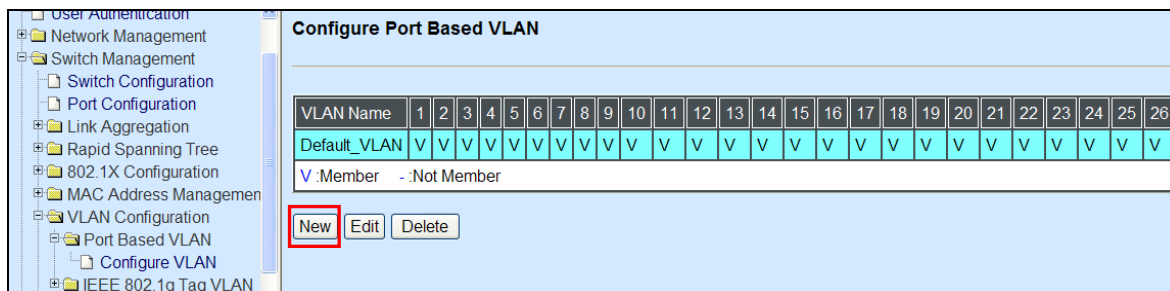 User Authentication
Network Management
Switch Management
Switch Configuration
Port Configuration
Link Aggregation
Rapid Spanning Tree
802.1X Configuration
MAC Address Managemen
VLAN Configuration
Port Based VLAN
Configure VLAN
IEEE 802.1q Tag VLAN
Configure Port Based VLAN
VLAN Name 1 2 3 4 5 6 7 8 9 10 11 12 13 14 15 16 17 18 19 20 21 22 23 24 25 26
Default_VLAN V V V V V V V V V V V V V V V V V V V V V V V V V V
V :Member - :Not Member
New Edit Delete